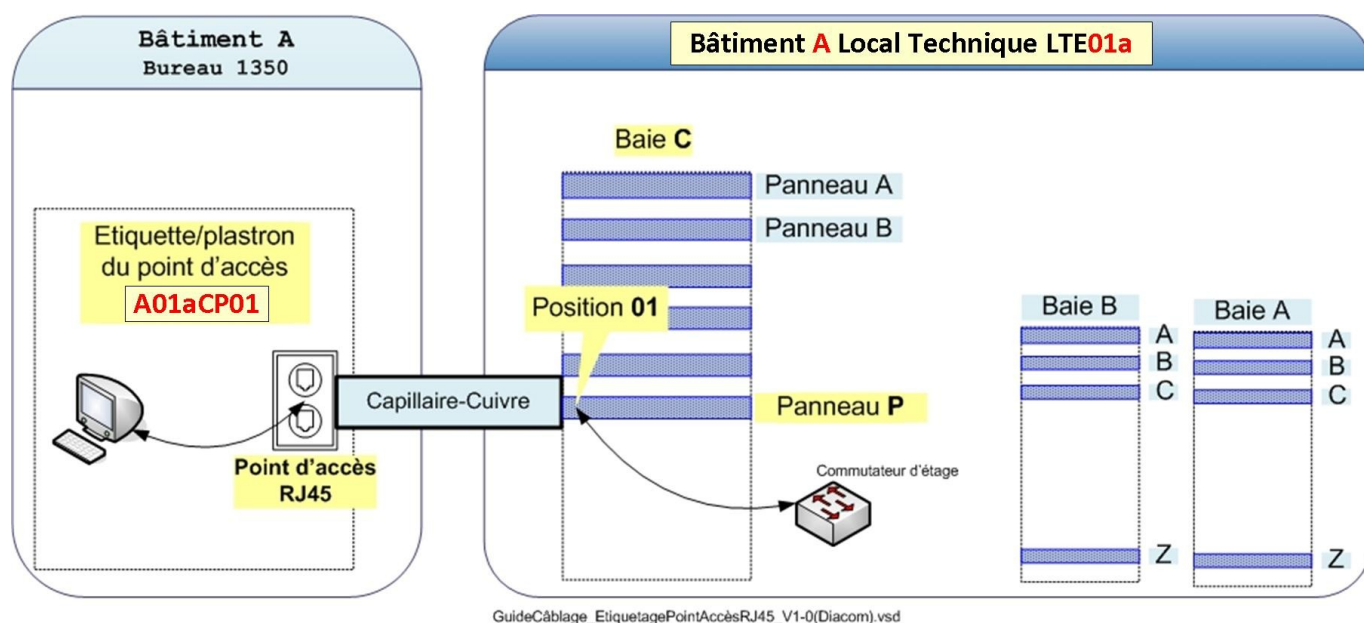 Bâtiment A
Bureau 1350
Bâtiment A Local Technique LTE01a
Baie C
Panneau A
Panneau B
Etiquette/plastron
du point d'accès
A01aCP01
Position 01
Baie B
A
B
C
Z
Baie A
A
B
C
Z
Capillaire-Cuivre
Panneau P
Point d'accès
RJ45
Commutateur d'étage
GuideCâblage_EtiquetagePointAccèsRJ45_V1-0(Diacom).vsd